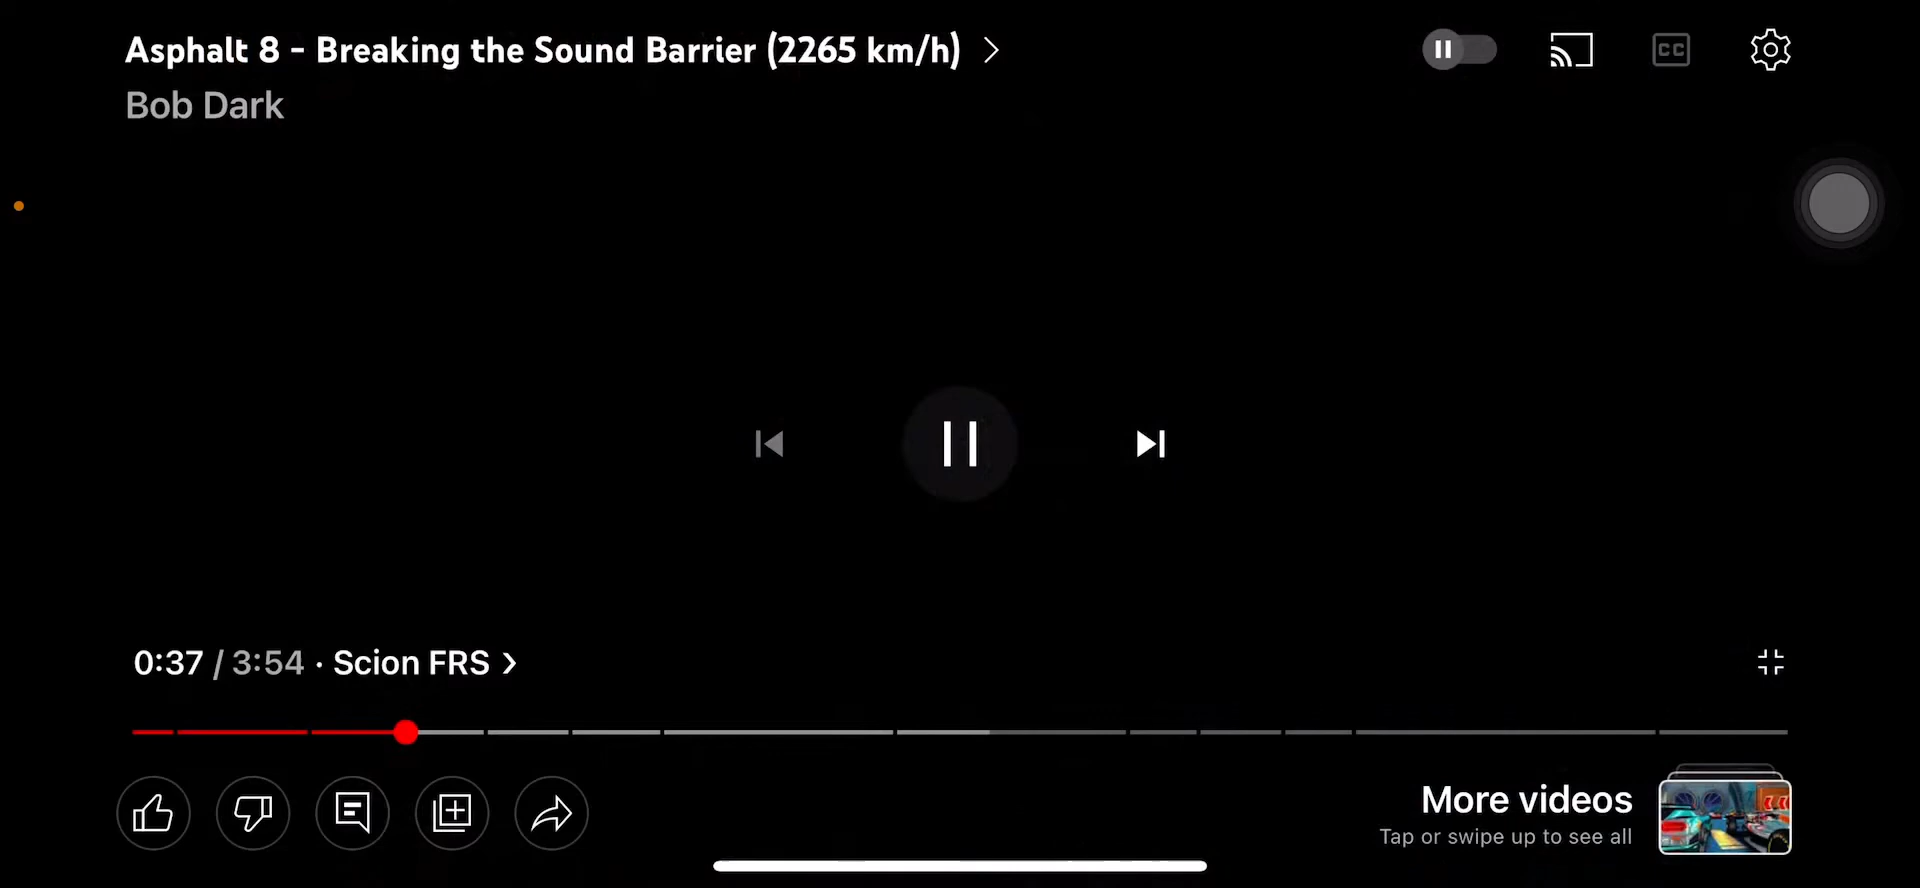 Asphalt 8 - Breaking the Sound Barrier (2265 km/h)
CC
Bob Dark
0:37 / 3:54 · Scion FRS
More videos
Tap or swipe up to see all